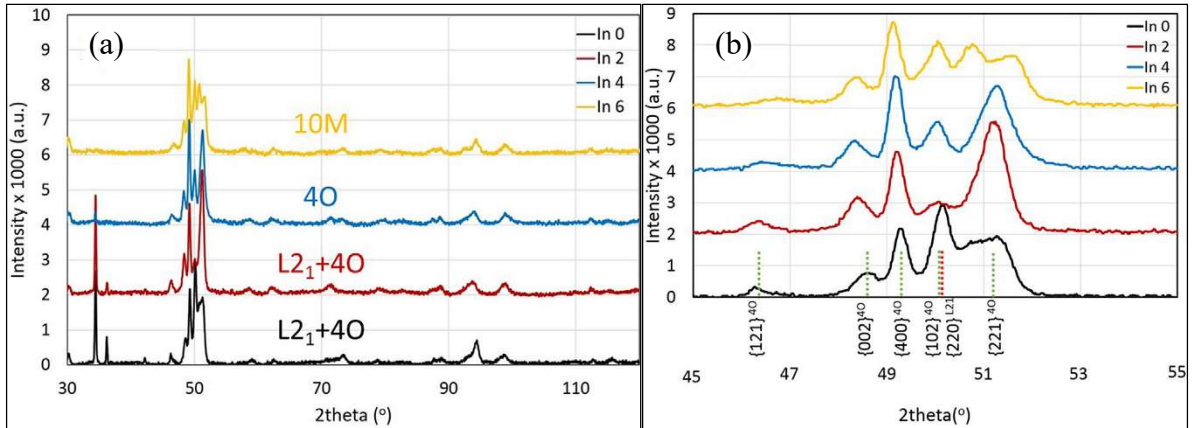 (a)
In 0
In 2
In 4
In 6
10M
4O
L2₁+4O
L2₁+4O
Intensity x 1000 (a.u.)
10
9
8
7
6
5
4
3
2
1
0
30 50 70 90 110
2theta (°)
(b)
In 0
In 2
In 4
In 6
Intensity x 1000 (a.u.)
9
8
7
6
5
4
3
2
1
0
{121}⁴ᴼ
{002}⁴ᴼ
{400}⁴ᴼ
{102}⁴ᴼ
{220}ᴸ²¹
{221}⁴ᴼ
45 47 49 51 53 55
2theta(°)